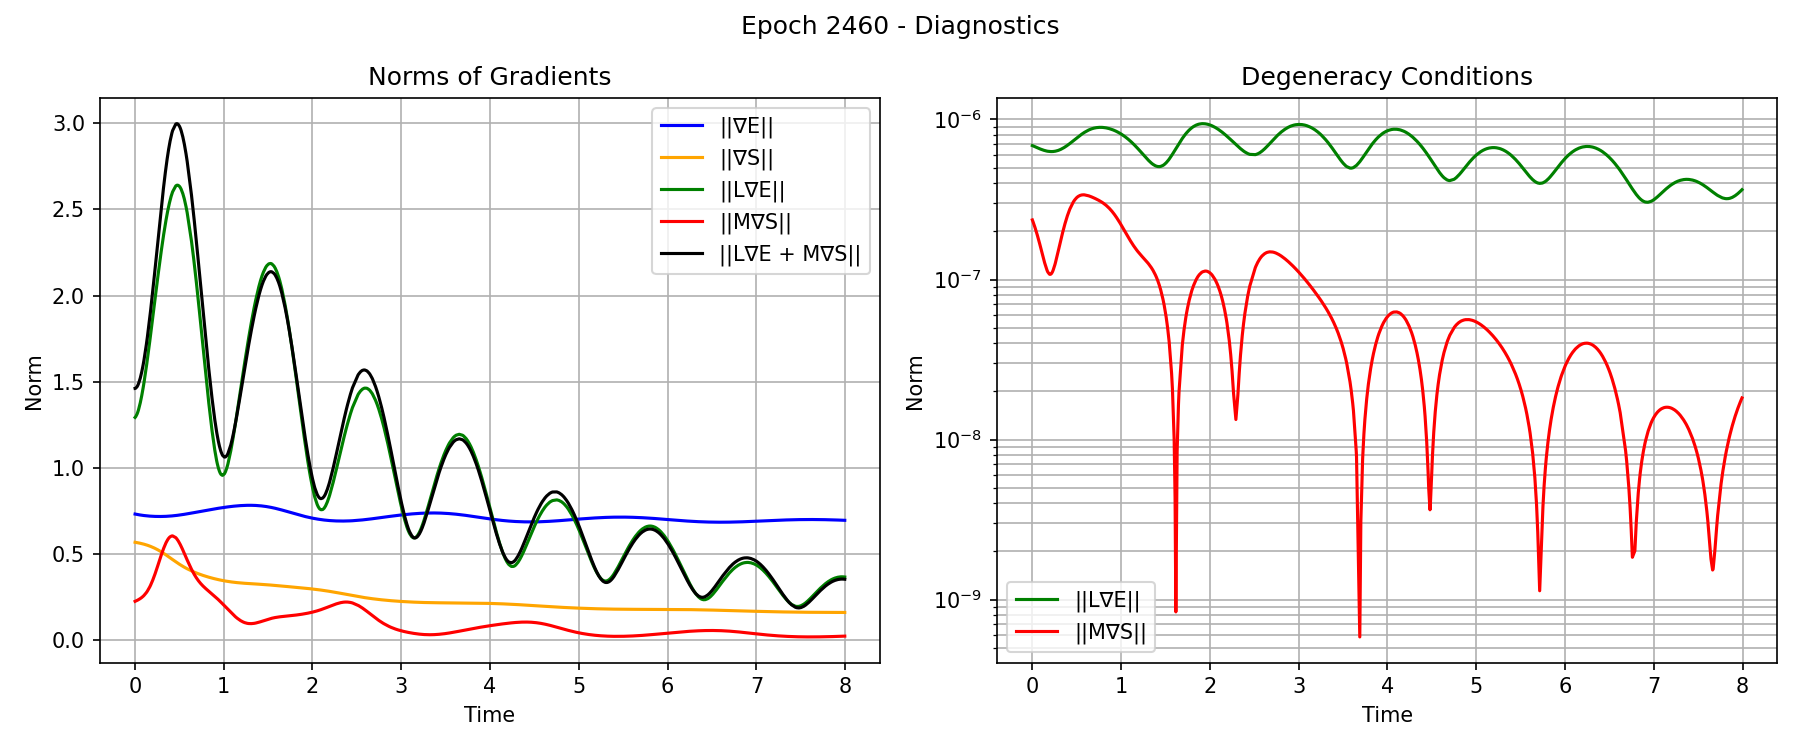 Epoch 2460 - Diagnostics
Norms of Gradients
3.0
2.5
2.0
1.5
1.0
0.5
0.0
Norm
0 1 2 3 4 5 6 7 8
Time
||∇E||
||∇S||
||L∇E||
||M∇S||
||L∇E + M∇S||
Degeneracy Conditions
10⁻⁶
10⁻⁷
10⁻⁸
10⁻⁹
Norm
0 1 2 3 4 5 6 7 8
Time
||L∇E||
||M∇S||